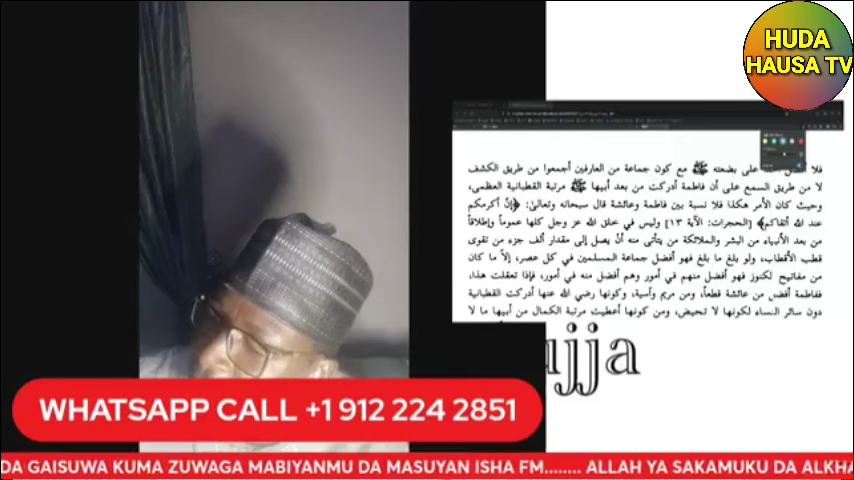 HUDA
HAUSA TV
على بضعته ﷺ مع كون جماعة من العارفين أجمعوا من طريق الكشف
لا من طريق السمع على أن فاطمة أدركت من بعد أبيها ﷺ مرتبة القطبانية العظمى،
وحيث كان الأمر هكذا فلا نسبة بين فاطمة وعائشة قال سبحانه وتعالى: ﴿إنَّ أكرمكم
عند الله أتقاكم﴾ [الحجرات: الآية ١٣] وليس في خلق الله عز وجل كلها عموماً وإطلاقاً
من بعد الأنبياء من البشر والملائكة من يتأتى منه أن يصل إلى مقدار ألف جزء من تقوى
قطب الأقطاب، ولو بلغ ما بلغ فهو أفضل جماعة المسلمين في كل عصر، إلاّ ما كان
من مفاتيح لكنوز فهو أفضل منهم في أمور وهم أفضل منه في أمور، فإذا تعقلت هذا،
ففاطمة أفضل من عائشة قطعاً، ومن مريم وآسية، وكونها رضي الله عنها أدركت القطبانية
دون سائر النساء لكونها لا تحيض، ومن كونها أعطيت مرتبة الكمال من أبيها ما لا
ujja
WHATSAPP CALL +1 912 224 2851
DA GAISUWA KUMA ZUWAGA MABIYANMU DA MASUYAN ISHA FM........ ALLAH YA SAKAMUKU DA ALKHA